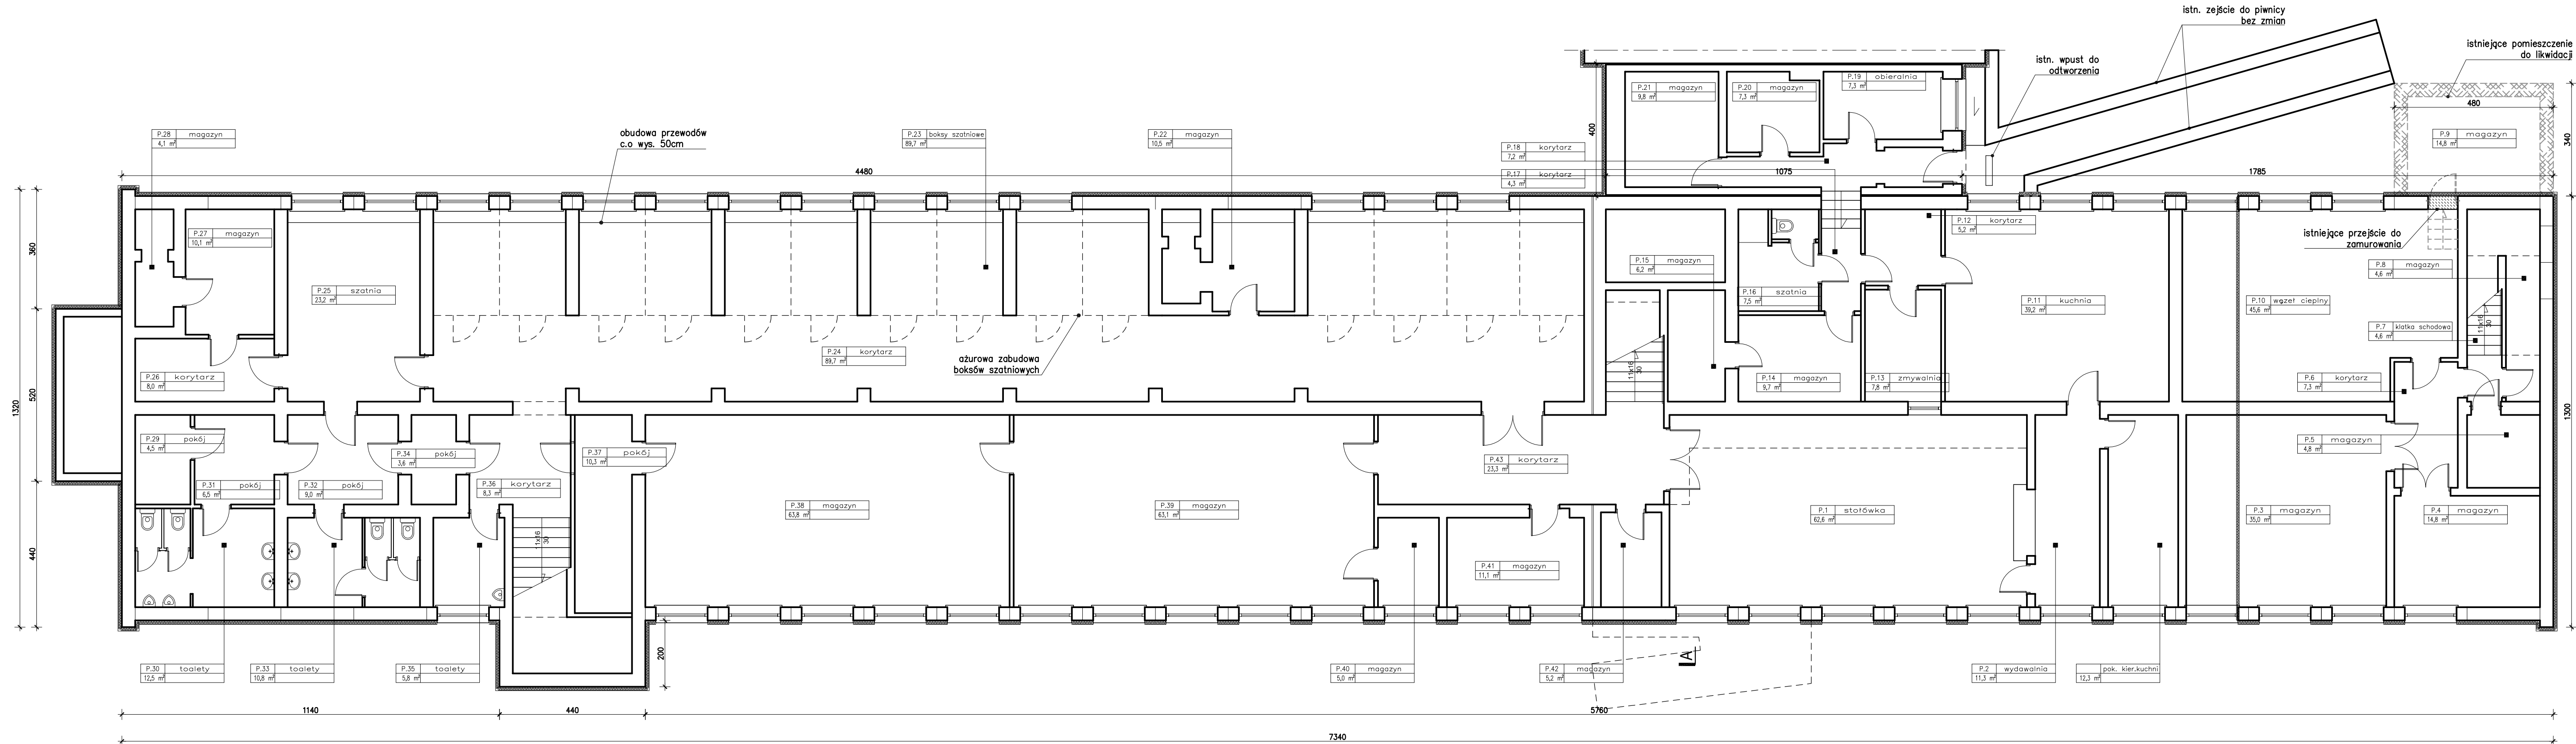 istn. zejście do piwnicy
bez zmian
istniejące pomieszczenie
do likwidacji
istn. wpust do
odtworzenia
480
P.19 obieralnia
7,3 m²
P.21 magazyn
9,8 m²
P.20 magazyn
7,3 m²
400
340
P.9 magazyn
14,8 m²
P.28 magazyn
4,1 m²
obudowa przewodów
c.o wys. 50cm
P.23 boksy szatniowe
89,7 m²
P.22 magazyn
10,5 m²
P.18 korytarz
7,2 m²
P.17 korytarz
4,3 m²
4480
1075
1785
P.12 korytarz
5,2 m²
P.27 magazyn
10,1 m²
istniejące przejście do
zamurowania
360
P.15 magazyn
6,2 m²
P.8 magazyn
4,6 m²
P.25 szatnia
23,2 m²
P.16 szatnia
7,5 m²
P.11 kuchnia
39,2 m²
P.10 węzeł cieplny
45,6 m²
P.7 klatka schodowa
4,6 m²
11x16
30
P.24 korytarz
89,7 m²
ażurowa zabudowa
boksów szatniowych
11x16
30
P.26 korytarz
8,0 m²
P.14 magazyn
9,7 m²
P.13 zmywalnia
7,8 m²
P.6 korytarz
7,3 m²
1320
520
1300
P.29 pokój
4,5 m²
P.34 pokój
3,6 m²
P.37 pokój
10,3 m²
P.43 korytarz
23,3 m²
P.5 magazyn
4,8 m²
P.31 pokój
6,5 m²
P.32 pokój
9,0 m²
P.36 korytarz
8,3 m²
P.38 magazyn
63,8 m²
P.39 magazyn
63,1 m²
P.1 stołówka
62,6 m²
P.3 magazyn
35,0 m²
P.4 magazyn
14,8 m²
11x16
30
440
P.41 magazyn
11,1 m²
200
A
P.30 toalety
12,5 m²
P.33 toalety
10,8 m²
P.35 toalety
5,8 m²
P.40 magazyn
5,0 m²
P.42 magazyn
5,2 m²
P.2 wydawalnia
11,3 m²
pok. kier.kuchni
12,3 m²
1140
440
5760
7340